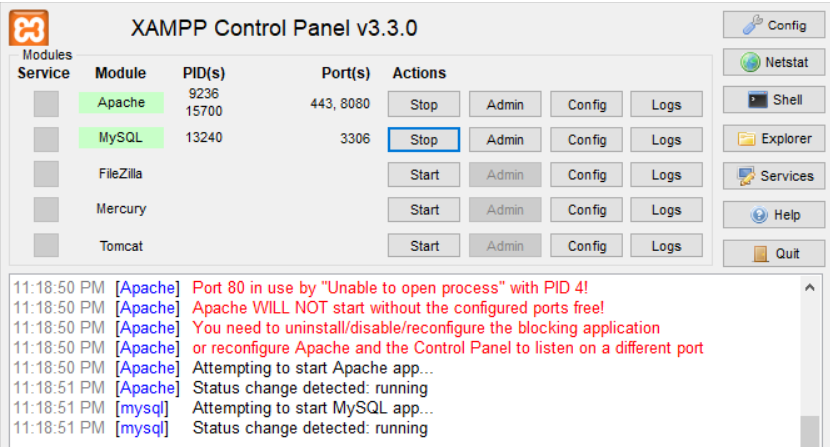 XAMPP Control Panel v3.3.0
Config
Modules
Service Module PID(s) Port(s) Actions
Netstat
Apache 9236 15700 443, 8080 Stop Admin Config Logs
Shell
MySQL 13240 3306 Stop Admin Config Logs
Explorer
FileZilla Start Admin Config Logs
Services
Mercury Start Admin Config Logs
Help
Tomcat Start Admin Config Logs
Quit
11:18:50 PM [Apache] Port 80 in use by "Unable to open process" with PID 4!
11:18:50 PM [Apache] Apache WILL NOT start without the configured ports free!
11:18:50 PM [Apache] You need to uninstall/disable/reconfigure the blocking application
11:18:50 PM [Apache] or reconfigure Apache and the Control Panel to listen on a different port
11:18:50 PM [Apache] Attempting to start Apache app...
11:18:51 PM [Apache] Status change detected: running
11:18:51 PM [mysql] Attempting to start MySQL app...
11:18:51 PM [mysql] Status change detected: running